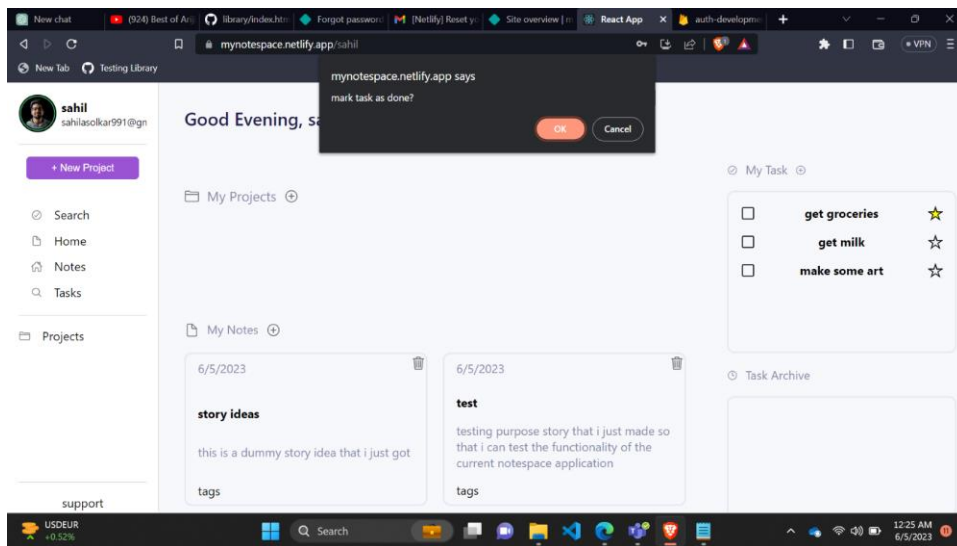 New chat
(924) Best of Arij
library/index.htm
Forgot password
[Netlify] Reset yo
Site overview | m
React App
auth-developme
mynotespace.netlify.app/sahil
VPN
New Tab
Testing Library
mynotespace.netlify.app says
mark task as done?
OK
Cancel
sahil
sahilasolkar991@gn
Good Evening, sa
+ New Project
Search
Home
Notes
Tasks
Projects
support
My Projects
My Notes
6/5/2023
story ideas
this is a dummy story idea that i just got
tags
6/5/2023
test
testing purpose story that i just made so
that i can test the functionality of the
current notespace application
tags
My Task
get groceries
get milk
make some art
Task Archive
USDEUR
+0.52%
Search
12:25 AM
6/5/2023